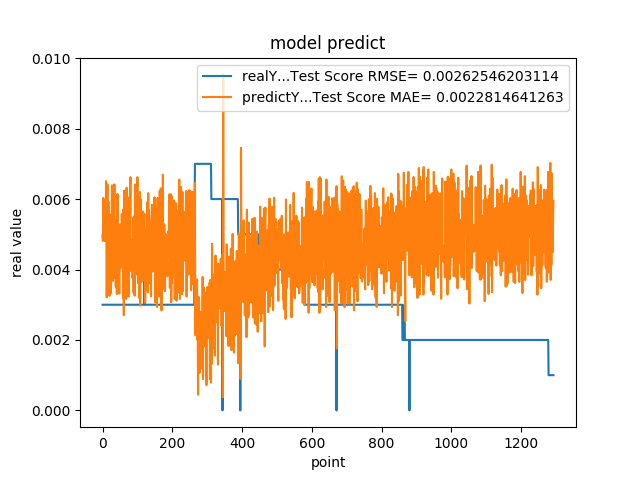 model predict
realY...Test Score RMSE= 0.00262546203114
predictY...Test Score MAE= 0.0022814641263
0.010
0.008
0.006
0.004
0.002
0.000
real value
0 200 400 600 800 1000 1200
point